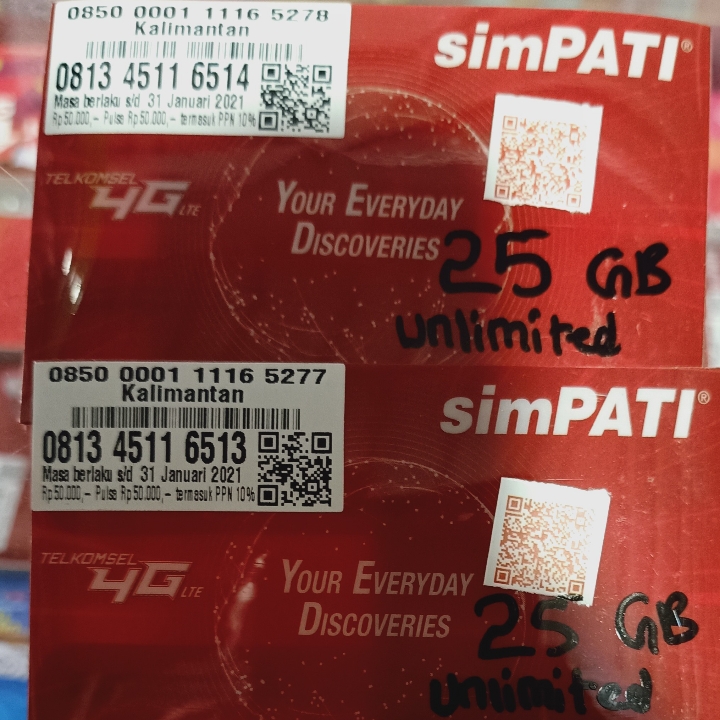 0850 0001 1116 5278
Kalimantan
0813 4511 6514
Masa berlaku s/d 31 Januari 2021
Rp 50.000,- Pulsa Rp 50.000,- termasuk PPN 10%
simPATI®
TELKOMSEL
4G LTE
YOUR EVERYDAY
DISCOVERIES
25 GB
unlimited
0850 0001 1116 5277
Kalimantan
0813 4511 6513
Masa berlaku s/d 31 Januari 2021
Rp 50.000,- Pulsa Rp 50.000,- termasuk PPN 10%
simPATI®
TELKOMSEL
4G LTE
YOUR EVERYDAY
DISCOVERIES
25 GB
unlimited